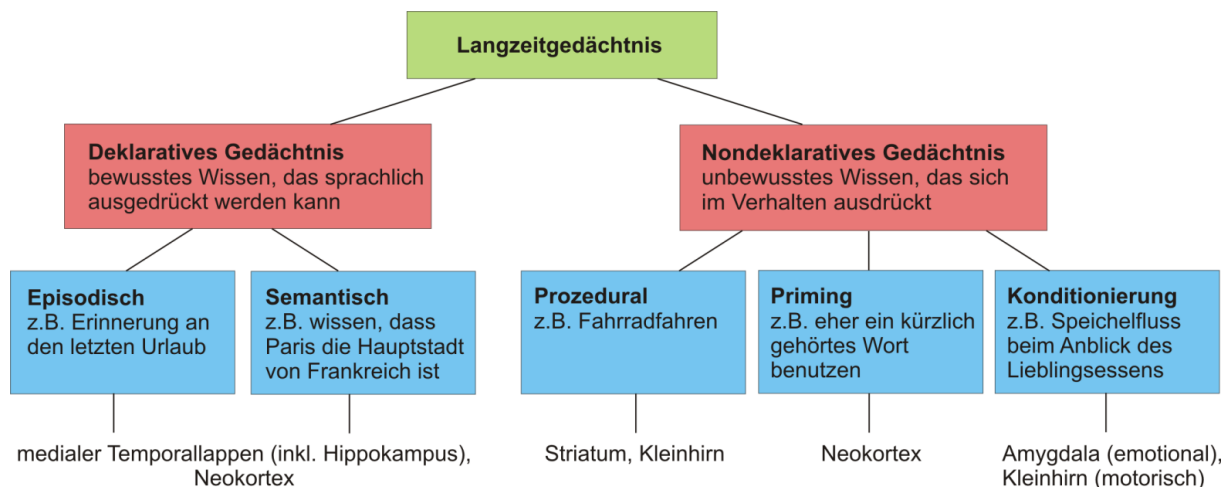 Langzeitgedächtnis
Deklaratives Gedächtnis
bewusstes Wissen, das sprachlich
ausgedrückt werden kann
Nondeklaratives Gedächtnis
unbewusstes Wissen, das sich
im Verhalten ausdrückt
Episodisch
z.B. Erinnerung an
den letzten Urlaub
Semantisch
z.B. wissen, dass
Paris die Hauptstadt
von Frankreich ist
Prozedural
z.B. Fahrradfahren
Priming
z.B. eher ein kürzlich
gehörtes Wort
benutzen
Konditionierung
z.B. Speichelfluss
beim Anblick des
Lieblingsessens
medialer Temporallappen (inkl. Hippokampus),
Neokortex
Striatum, Kleinhirn
Neokortex
Amygdala (emotional),
Kleinhirn (motorisch)